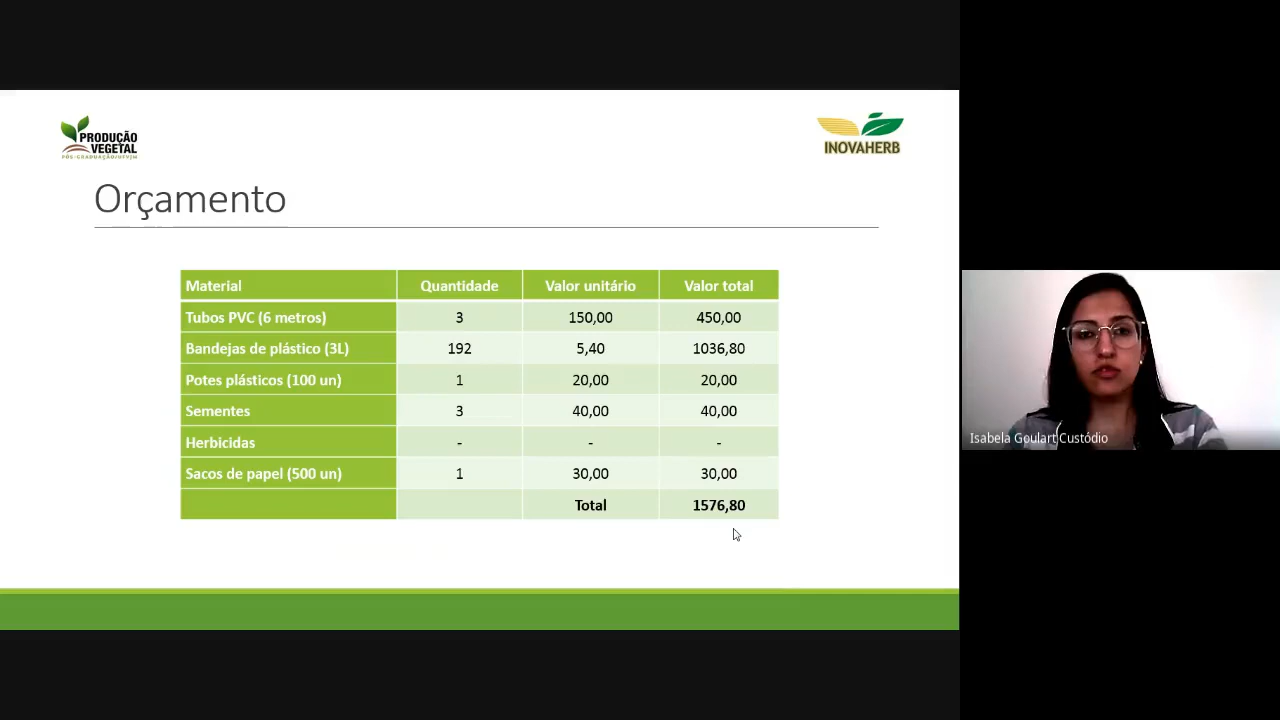 PRODUÇÃO
VEGETAL
PÓS-GRADUAÇÃO/UFVJM
INOVAHERB
Orçamento
Material Quantidade Valor unitário Valor total
Tubos PVC (6 metros) 3 150,00 450,00
Bandejas de plástico (3L) 192 5,40 1036,80
Potes plásticos (100 un) 1 20,00 20,00
Sementes 3 40,00 40,00
Herbicidas - - -
Sacos de papel (500 un) 1 30,00 30,00
Total 1576,80
Isabela Goulart Custódio